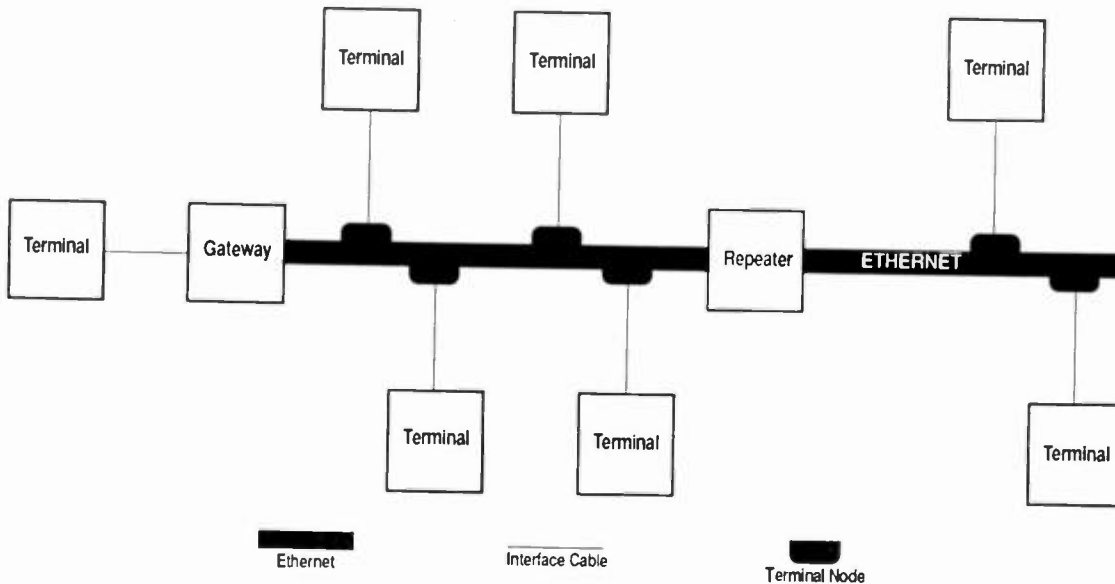 Terminal
Terminal
Terminal
Terminal
Gateway
Repeater
ETHERNET
Terminal
Terminal
Terminal
Ethernet
Interface Cable
Terminal Node